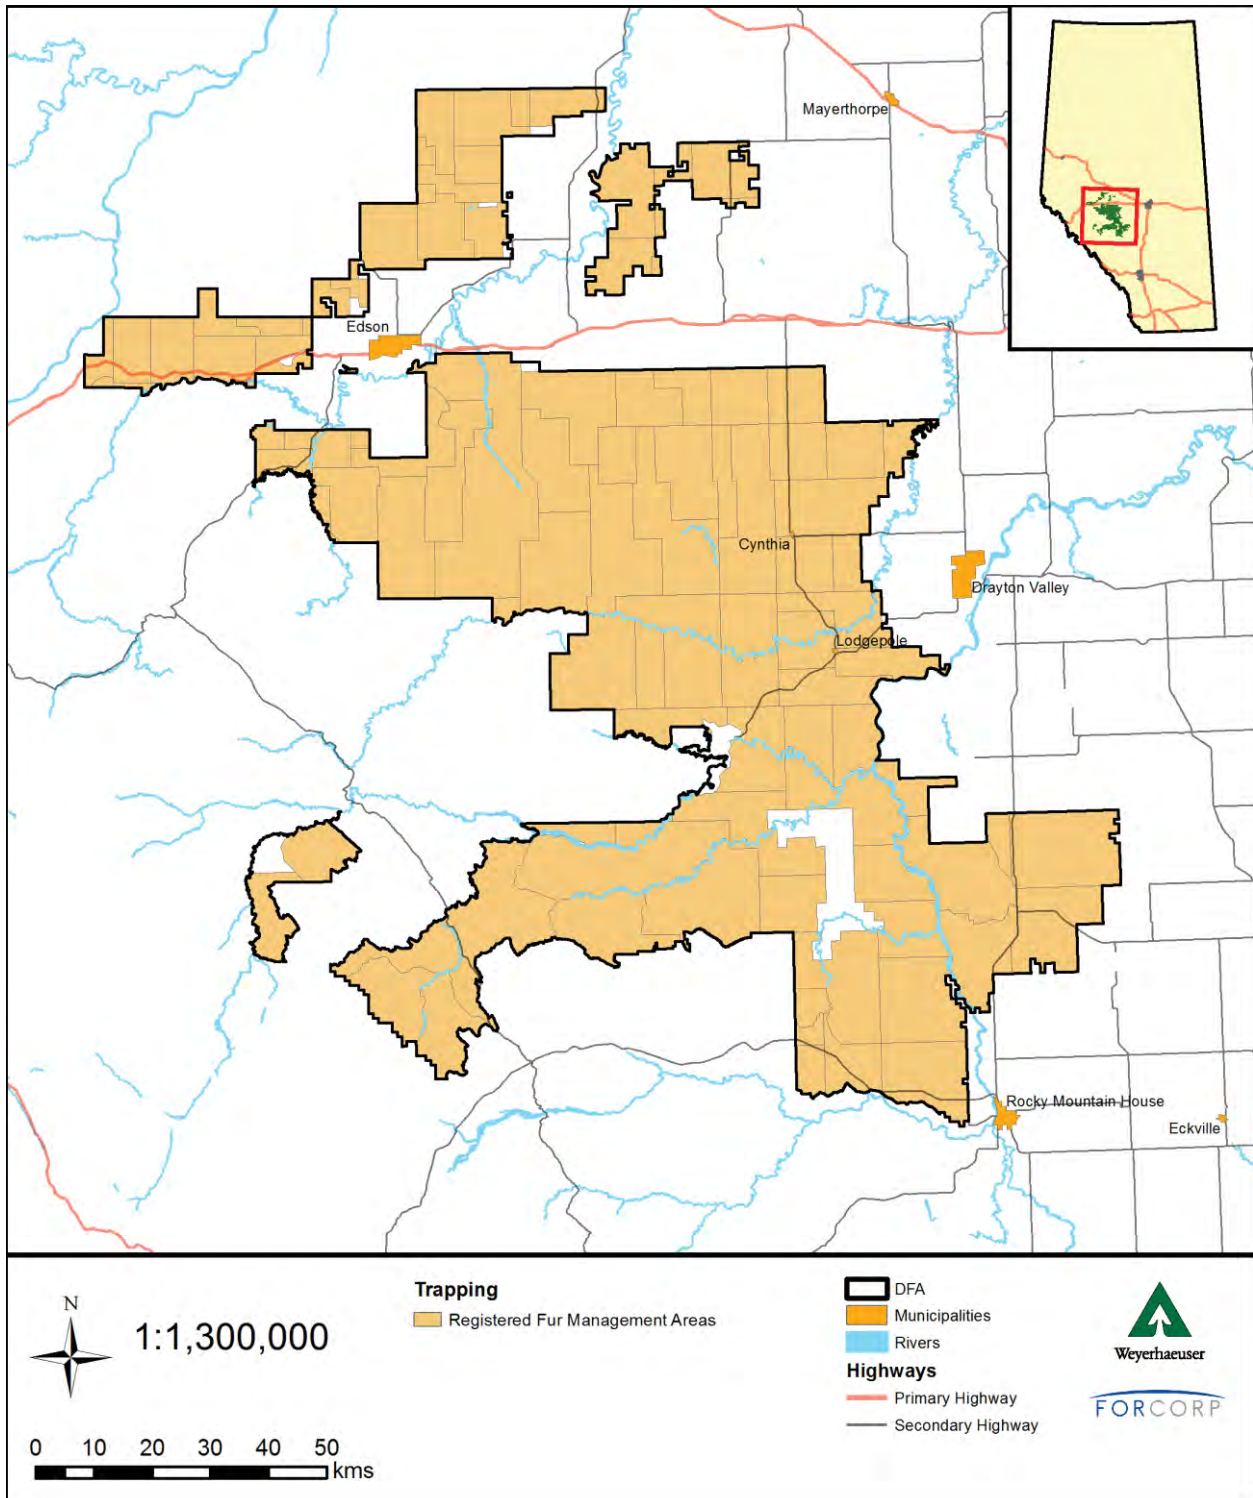 Mayerthorpe
Edson
Cynthia
Drayton Valley
Lodgepole
Rocky Mountain House
Eckville
N
1:1,300,000
0 10 20 30 40 50
kms
Trapping
Registered Fur Management Areas
DFA
Municipalities
Rivers
Highways
Primary Highway
Secondary Highway
Weyerhaeuser
FORCORP